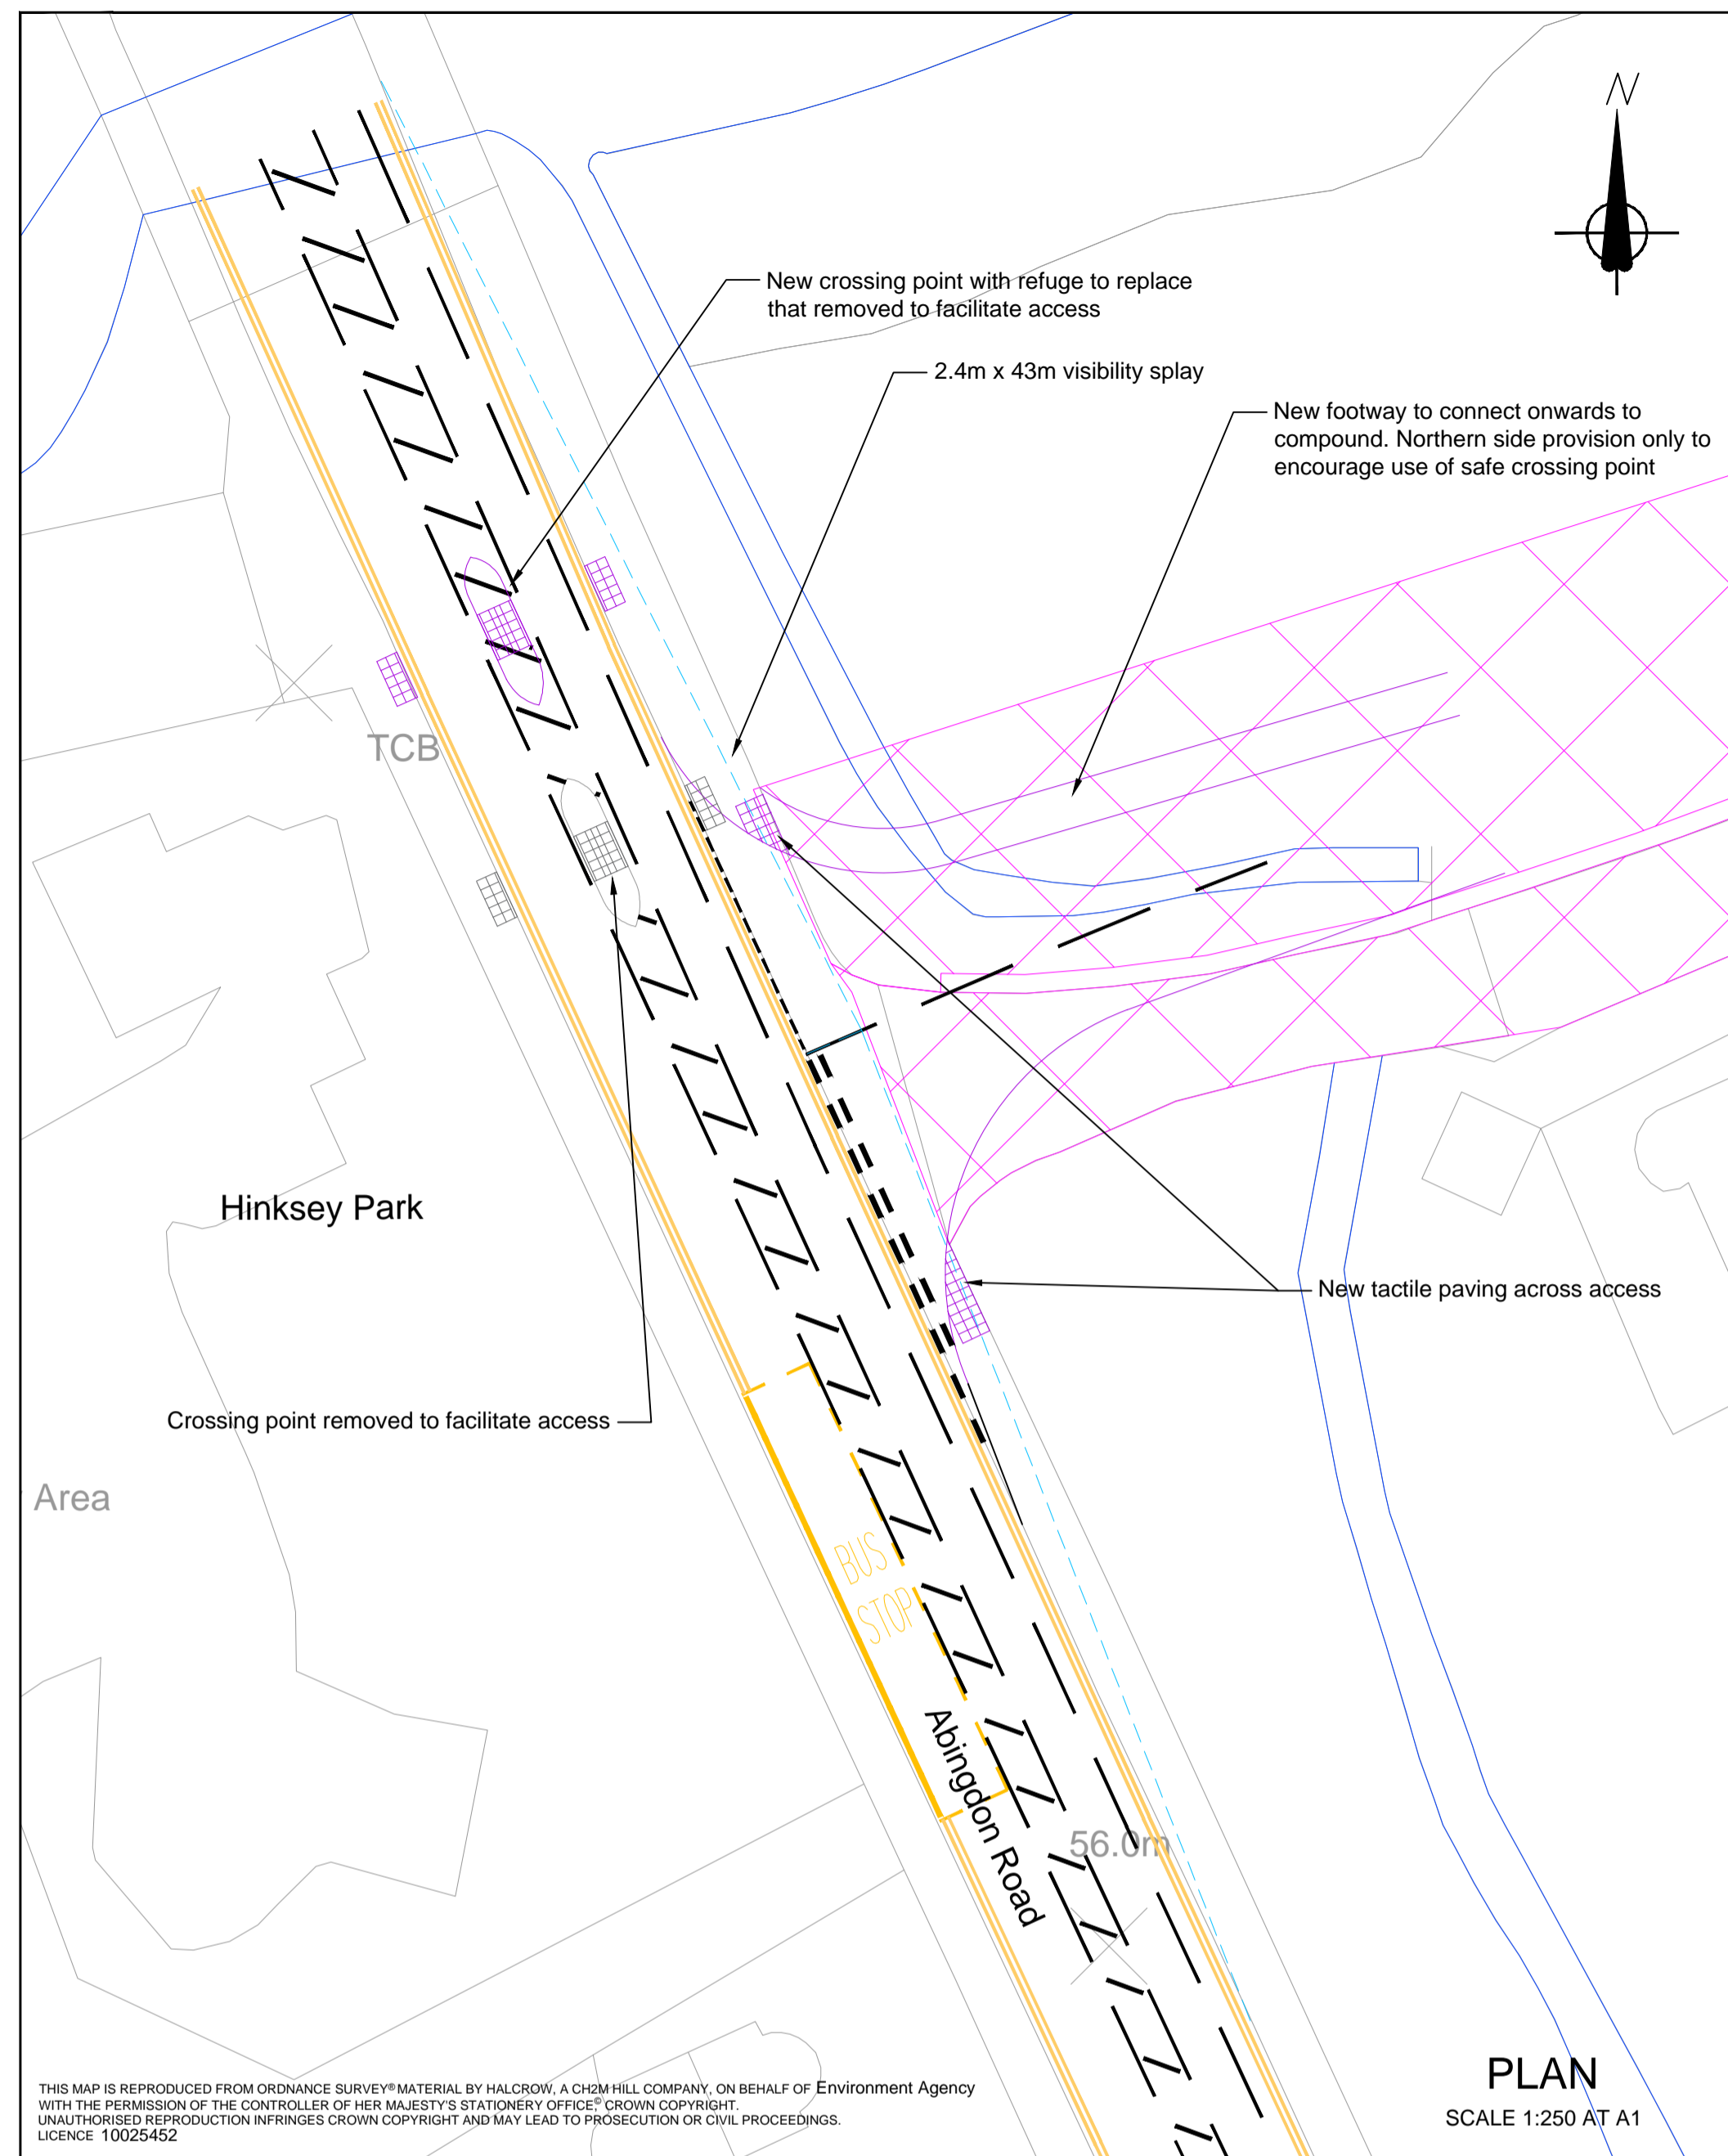 N
New crossing point with refuge to replace
that removed to facilitate access
2.4m x 43m visibility splay
New footway to connect onwards to
compound. Northern side provision only to
encourage use of safe crossing point
TCB
Hinksey Park
New tactile paving across access
Crossing point removed to facilitate access
Area
BUS
STOP
Abingdon Road
56.0m
PLAN
SCALE 1:250 AT A1
THIS MAP IS REPRODUCED FROM ORDNANCE SURVEY® MATERIAL BY HALCROW, A CH2M HILL COMPANY, ON BEHALF OF Environment Agency
WITH THE PERMISSION OF THE CONTROLLER OF HER MAJESTY'S STATIONERY OFFICE,© CROWN COPYRIGHT.
UNAUTHORISED REPRODUCTION INFRINGES CROWN COPYRIGHT AND MAY LEAD TO PROSECUTION OR CIVIL PROCEEDINGS.
LICENCE 10025452